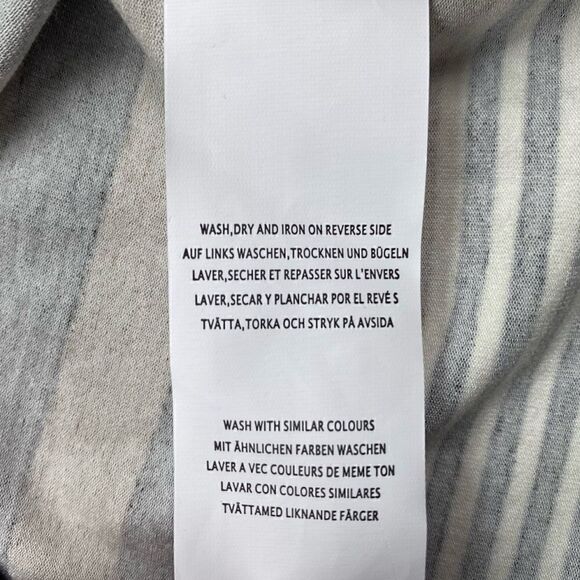 WASH,DRY AND IRON ON REVERSE SIDE
AUF LINKS WASCHEN,TROCKNEN UND BÜGELN
LAVER,SECHER ET REPASSER SUR L'ENVERS
LAVER,SECAR Y PLANCHAR POR EL REVÉ S
TVÄTTA,TORKA OCH STRYK PÅ AVSIDA
WASH WITH SIMILAR COLOURS
MIT ÄHNLICHEN FARBEN WASCHEN
LAVER A VEC COULEURS DE MEME TON
LAVAR CON COLORES SIMILARES
TVÄTTAMED LIKNANDE FÄRGER